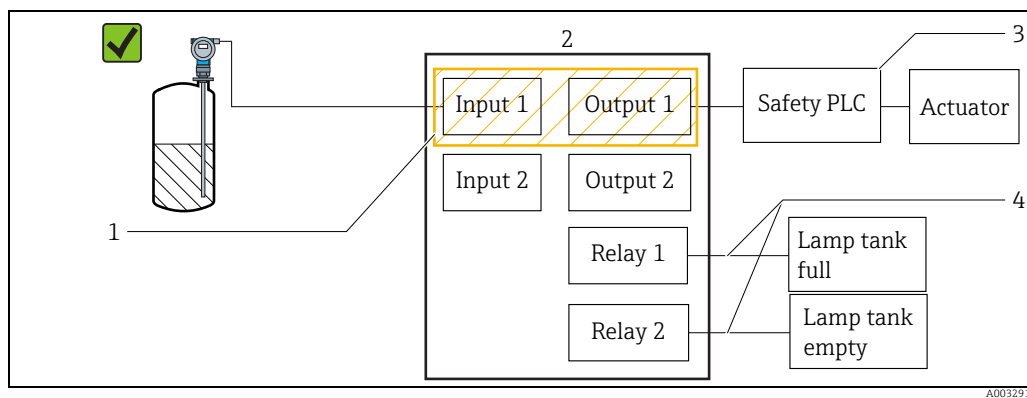 2
3
Input 1
Output 1
Safety PLC
Actuator
Input 2
Output 2
4
1
Relay 1
Lamp tank
full
Relay 2
Lamp tank
empty